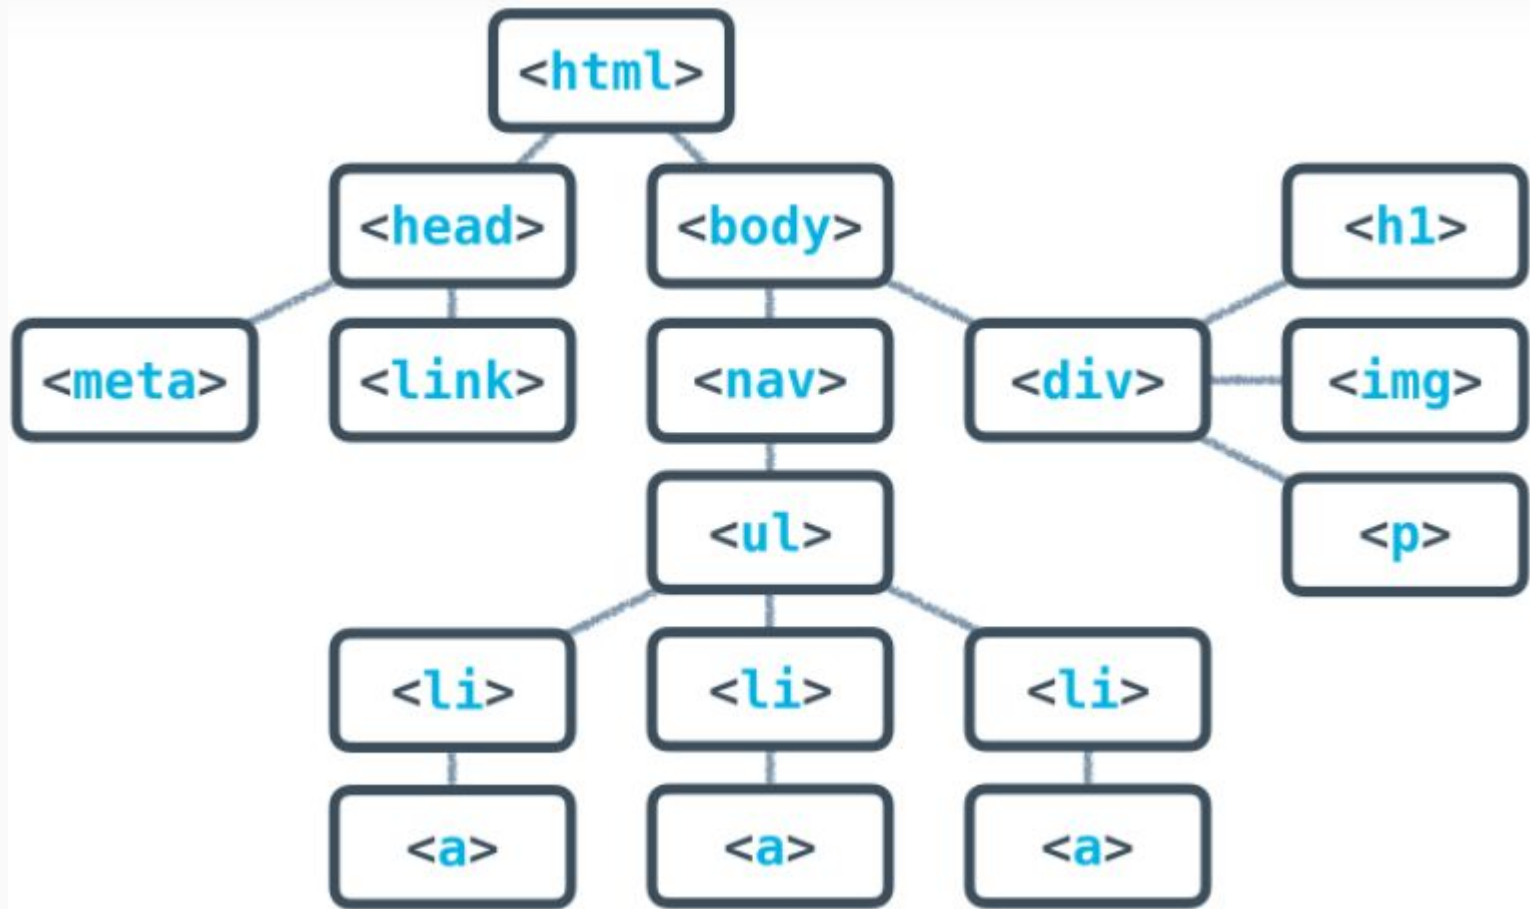 <html>
<head>
<body>
<h1>
<meta>
<link>
<nav>
<div>
<img>
<ul>
<p>
<li>
<li>
<li>
<a>
<a>
<a>